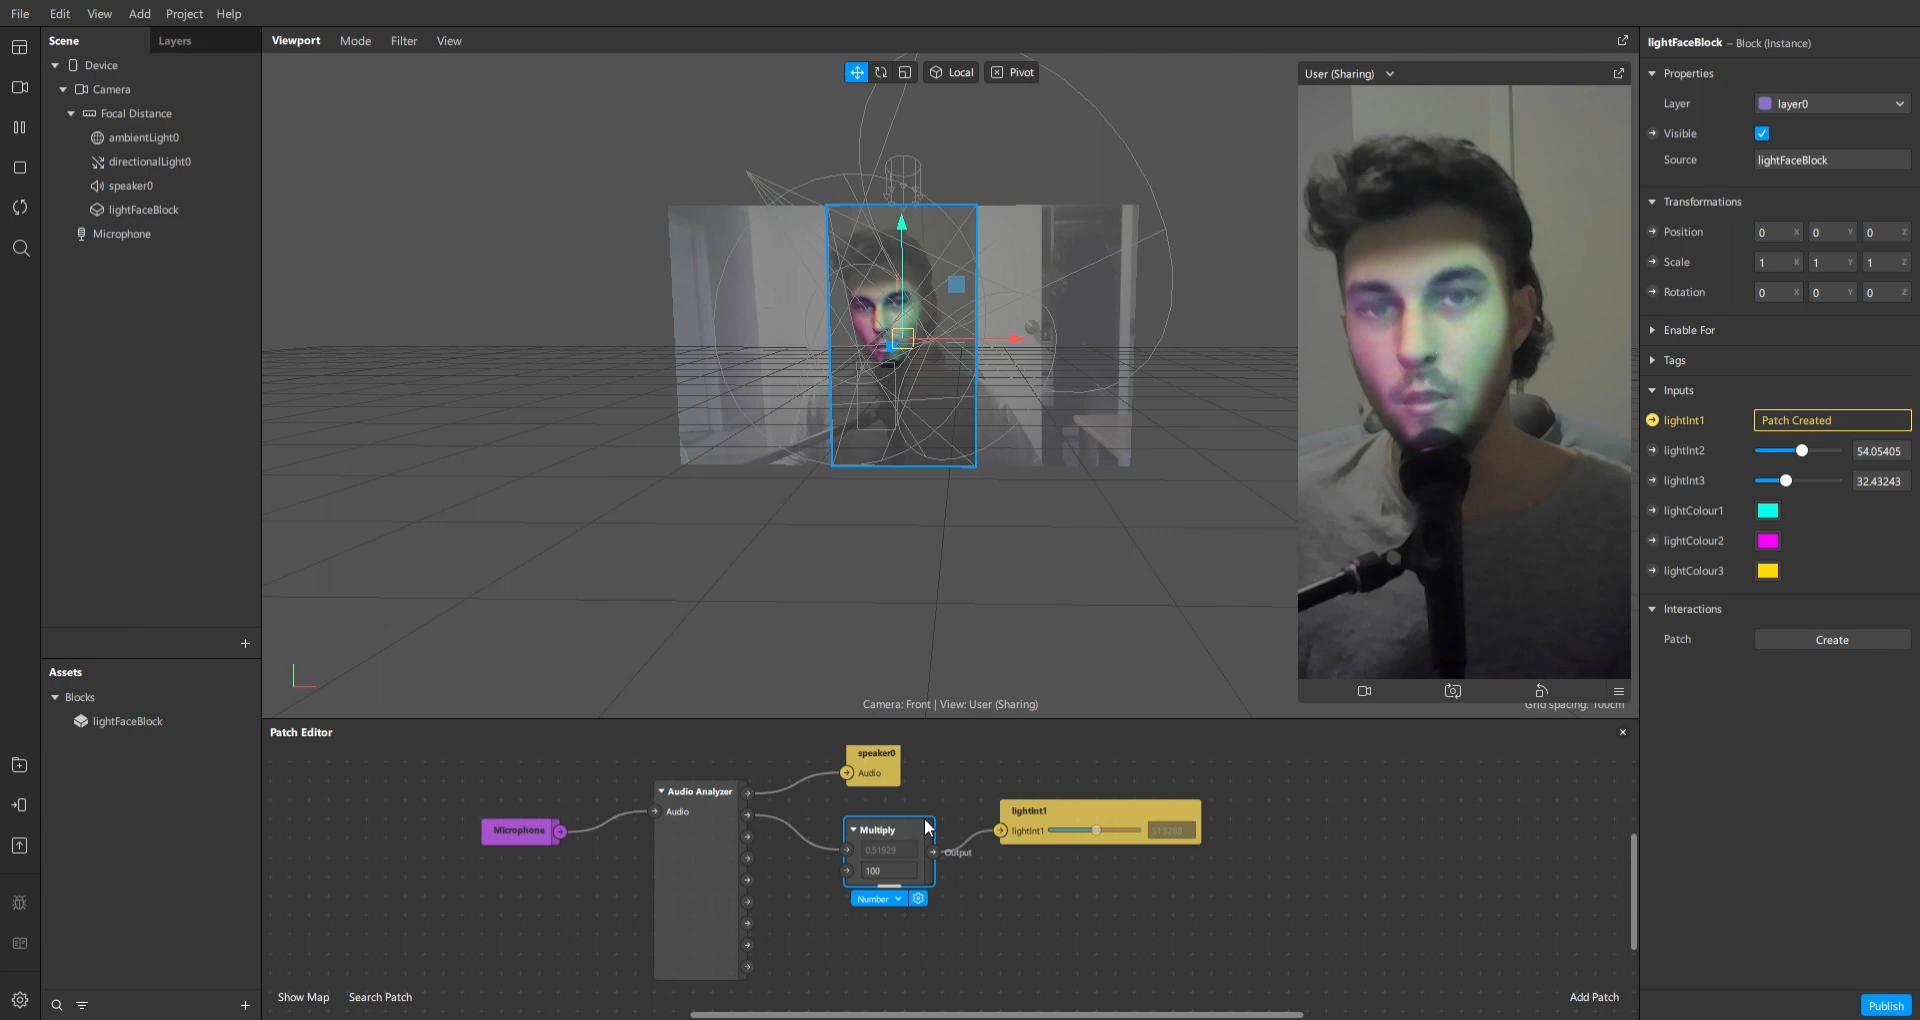 File Edit View Add Project Help
Scene Layers
Device
Camera
Focal Distance
ambientLight0
directionalLight0
speaker0
lightFaceBlock
Microphone
Assets
Blocks
lightFaceBlock
Viewport Mode Filter View
Local Pivot
User (Sharing)
Camera: Front | View: User (Sharing)
Grid spacing: 100cm
Patch Editor
speaker0
Audio
Audio Analyzer
Audio
Microphone
Multiply
0.51929
100
Output
Number
lightInt1
lightInt1 51.9288
Show Map Search Patch
Add Patch
lightFaceBlock – Block (Instance)
Properties
Layer layer0
Visible
Source lightFaceBlock
Transformations
Position 0 X 0 Y 0 Z
Scale 1 X 1 Y 1 Z
Rotation 0 X 0 Y 0 Z
Enable For
Tags
Inputs
lightInt1 Patch Created
lightInt2 54.05405
lightInt3 32.43243
lightColour1
lightColour2
lightColour3
Interactions
Patch Create
Publish